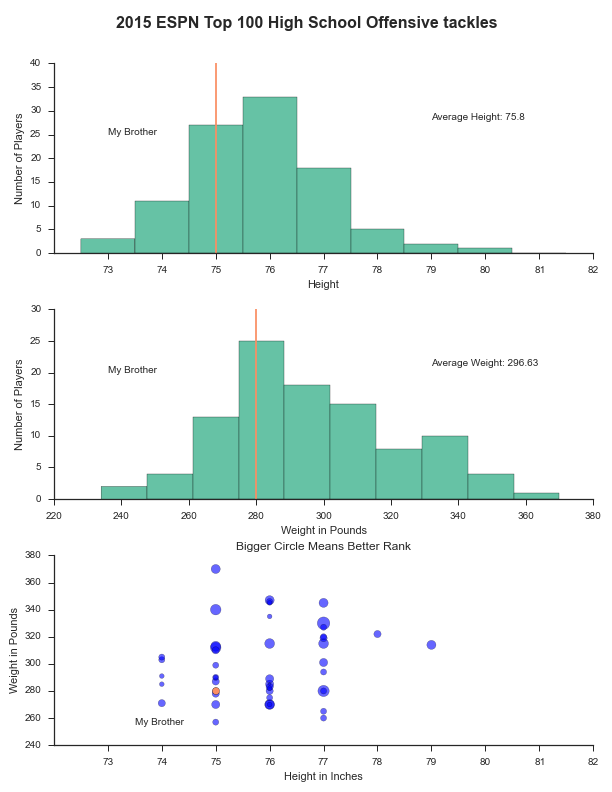 2015 ESPN Top 100 High School Offensive tackles
40
35
30
25
20
15
10
5
0
Number of Players
My Brother
Average Height: 75.8
73 74 75 76 77 78 79 80 81 82
Height
30
25
20
15
10
5
0
Number of Players
My Brother
Average Weight: 296.63
220 240 260 280 300 320 340 360 380
Weight in Pounds
Bigger Circle Means Better Rank
380
360
340
320
300
280
260
240
Weight in Pounds
My Brother
73 74 75 76 77 78 79 80 81 82
Height in Inches